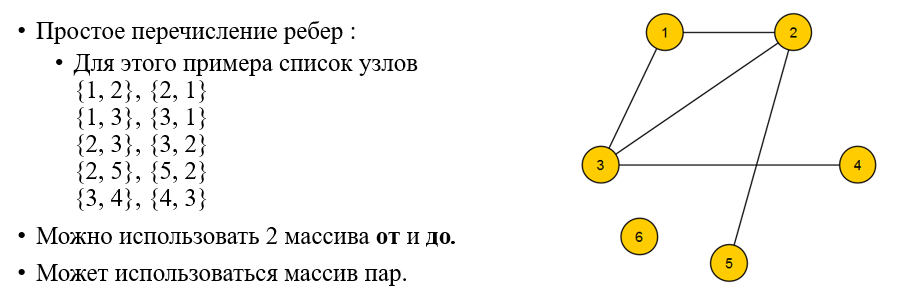 • Простое перечисление ребер :
• Для этого примера список узлов
{1, 2}, {2, 1}
{1, 3}, {3, 1}
{2, 3}, {3, 2}
{2, 5}, {5, 2}
{3, 4}, {4, 3}
• Можно использовать 2 массива от и до.
• Может использоваться массив пар.
1
2
3
4
6
5